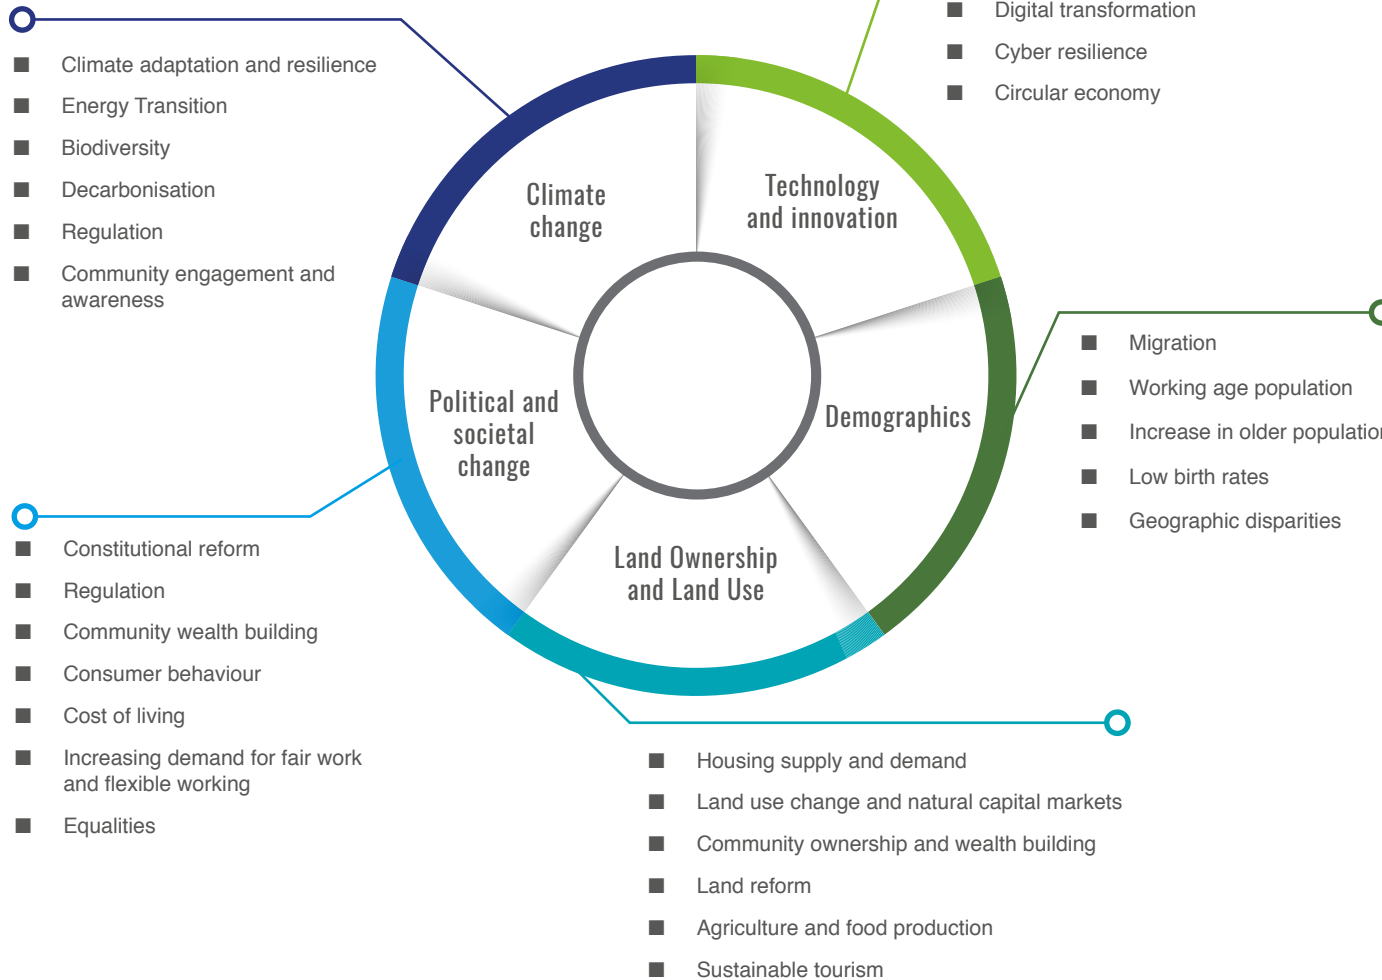 Digital transformation
Cyber resilience
Circular economy
Climate adaptation and resilience
Energy Transition
Biodiversity
Decarbonisation
Regulation
Community engagement and
awareness
Climate
change
Technology
and innovation
Demographics
Political and
societal
change
Land Ownership
and Land Use
Migration
Working age population
Increase in older population
Low birth rates
Geographic disparities
Constitutional reform
Regulation
Community wealth building
Consumer behaviour
Cost of living
Increasing demand for fair work
and flexible working
Equalities
Housing supply and demand
Land use change and natural capital markets
Community ownership and wealth building
Land reform
Agriculture and food production
Sustainable tourism